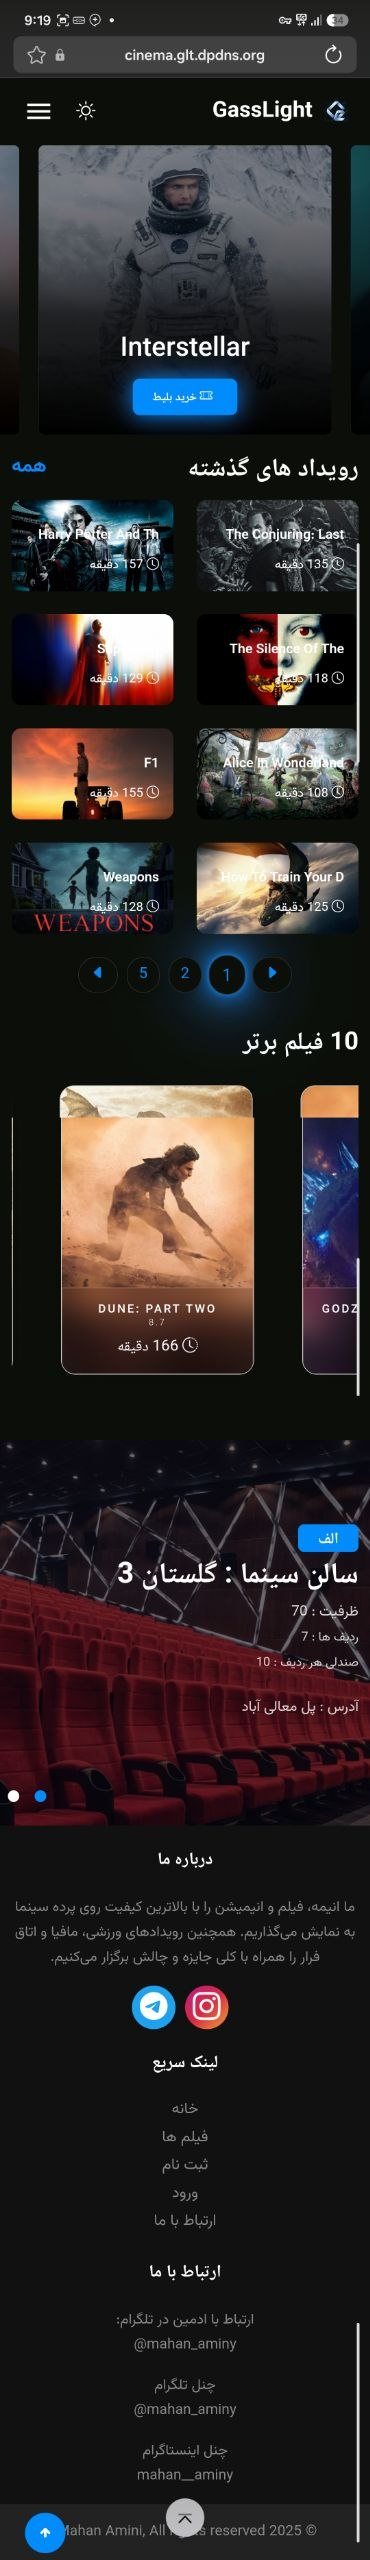 9:19
34
cinema.glt.dpdns.org
GassLight
Interstellar
خرید بلیط
رویداد های گذشته
همه
The Conjuring: Last
135 دقیقه
Harry Potter And Th
157 دقیقه
The Silence Of The
118 دقیقه
129 دقیقه
Alice In Wonderland
108 دقیقه
F1
155 دقیقه
How To Train Your D
125 دقیقه
Weapons
128 دقیقه
WEAPONS
1
2
5
10 فیلم برتر
DUNE: PART TWO
8.7
166 دقیقه
GODZ
الف
سالن سینما : گلستان 3
ظرفیت : 70
ردیف ها : 7
صندلی هر ردیف : 10
آدرس : پل معالی آباد
درباره ما
ما انیمه، فیلم و انیمیشن را با بالاترین کیفیت روی پرده سینما
به نمایش می‌گذاریم. همچنین رویدادهای ورزشی، مافیا و اتاق
فرار را همراه با کلی جایزه و چالش برگزار می‌کنیم.
لینک سریع
خانه
فیلم ها
ثبت نام
ورود
ارتباط با ما
ارتباط با ما
ارتباط با ادمین در تلگرام:
@mahan_aminy
چنل تلگرام
@mahan_aminy
چنل اینستاگرام
mahan__aminy
Mahan Amini, All reserved 2025 ©